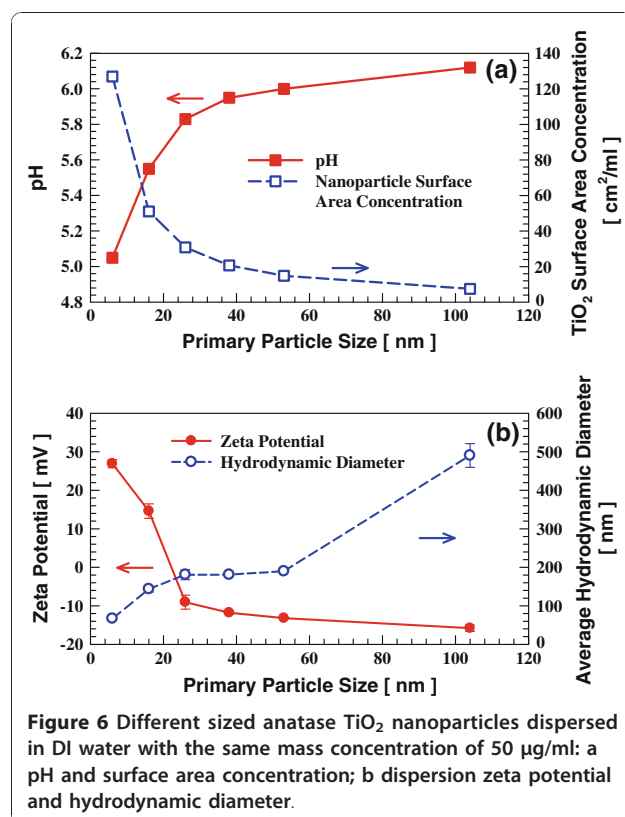 (a)
6.2
6.0
5.8
5.6
5.4
5.2
5.0
4.8
pH
140
120
100
80
60
40
20
0
TiO2 Surface Area Concentration
[ cm²/ml ]
pH
Nanoparticle Surface
Area Concentration
0 20 40 60 80 100 120
Primary Particle Size [ nm ]
(b)
40
30
20
10
0
-10
-20
Zeta Potential [ mV ]
600
500
400
300
200
100
0
Average Hydrodynamic Diameter
[ nm ]
Zeta Potential
Hydrodynamic Diameter
0 20 40 60 80 100 120
Primary Particle Size [ nm ]
Figure 6 Different sized anatase TiO2 nanoparticles dispersed
in DI water with the same mass concentration of 50 μg/ml: a
pH and surface area concentration; b dispersion zeta potential
and hydrodynamic diameter.